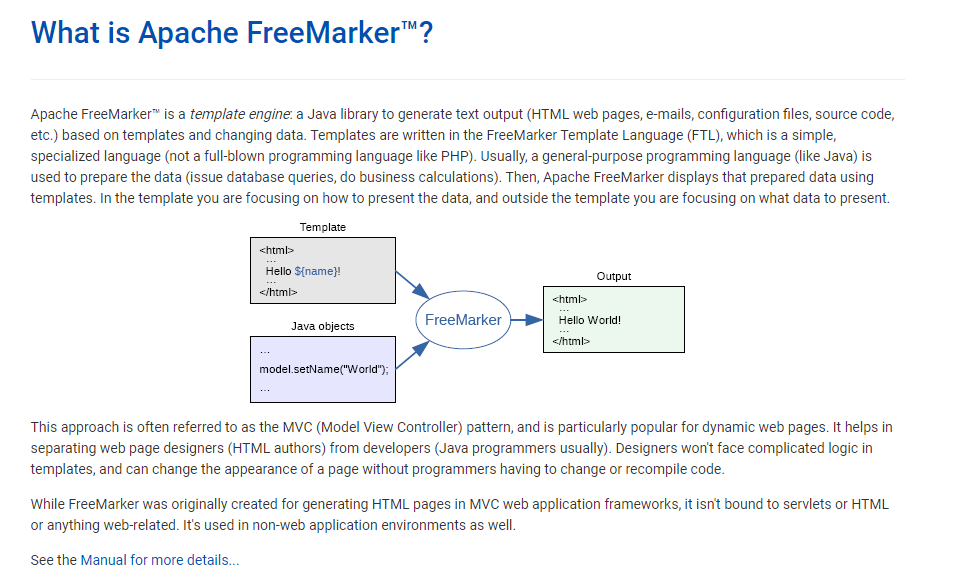 What is Apache FreeMarker™?
Apache FreeMarker™ is a template engine: a Java library to generate text output (HTML web pages, e-mails, configuration files, source code,
etc.) based on templates and changing data. Templates are written in the FreeMarker Template Language (FTL), which is a simple,
specialized language (not a full-blown programming language like PHP). Usually, a general-purpose programming language (like Java) is
used to prepare the data (issue database queries, do business calculations). Then, Apache FreeMarker displays that prepared data using
templates. In the template you are focusing on how to present the data, and outside the template you are focusing on what data to present.
Template
<html>
...
Hello ${name}!
...
</html>
Java objects
...
model.setName("World");
...
FreeMarker
Output
<html>
...
Hello World!
...
</html>
This approach is often referred to as the MVC (Model View Controller) pattern, and is particularly popular for dynamic web pages. It helps in
separating web page designers (HTML authors) from developers (Java programmers usually). Designers won't face complicated logic in
templates, and can change the appearance of a page without programmers having to change or recompile code.
While FreeMarker was originally created for generating HTML pages in MVC web application frameworks, it isn't bound to servlets or HTML
or anything web-related. It's used in non-web application environments as well.
See the Manual for more details...